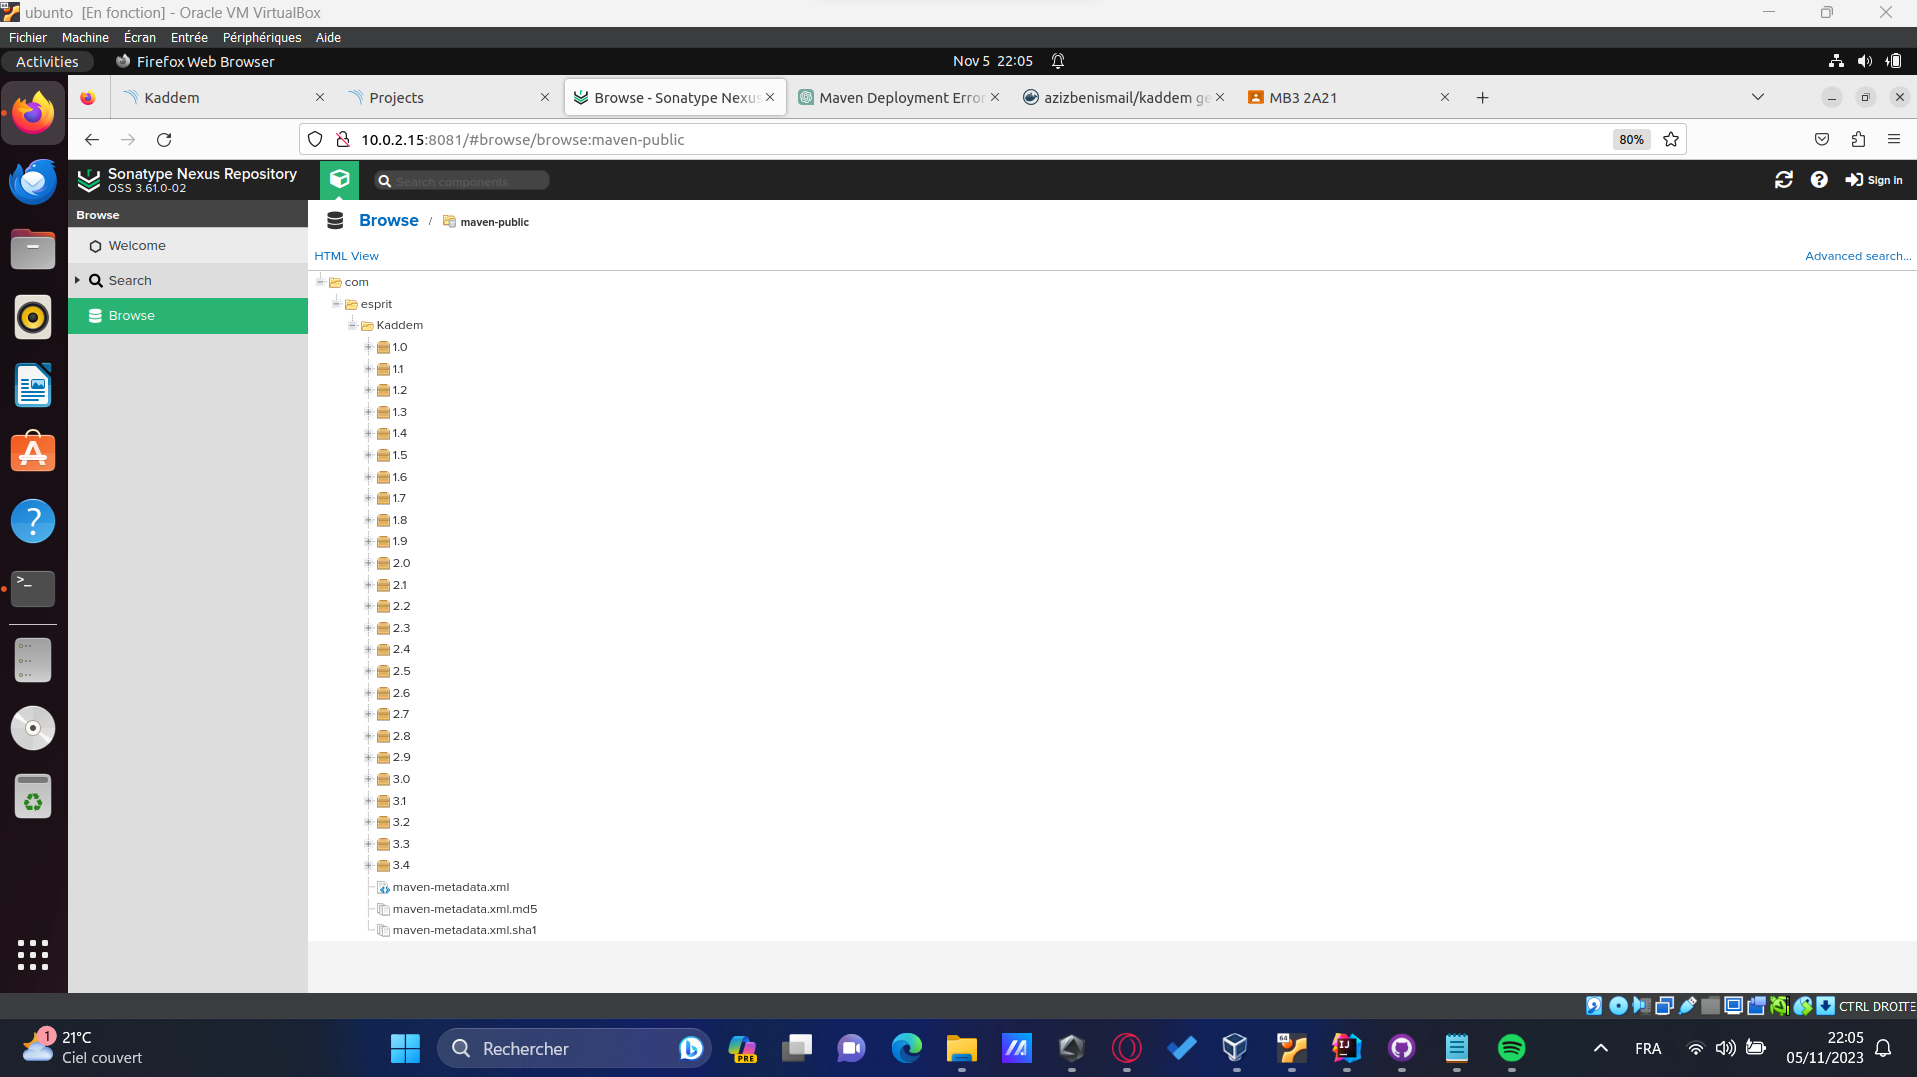 ubunto [En fonction] - Oracle VM VirtualBox
Fichier Machine Écran Entrée Périphériques Aide
Activities Firefox Web Browser Nov 5 22:05
Kaddem Projects Browse - Sonatype Nexus Maven Deployment Error azizbenismail/kaddem ge MB3 2A21
10.0.2.15:8081/#browse/browse:maven-public 80%
Sonatype Nexus Repository
OSS 3.61.0-02
Search components
Sign in
Browse
Welcome
Search
Browse
Browse / maven-public
HTML View Advanced search...
com
esprit
Kaddem
1.0
1.1
1.2
1.3
1.4
1.5
1.6
1.7
1.8
1.9
2.0
2.1
2.2
2.3
2.4
2.5
2.6
2.7
2.8
2.9
3.0
3.1
3.2
3.3
3.4
maven-metadata.xml
maven-metadata.xml.md5
maven-metadata.xml.sha1
CTRL DROITE
1
21°C
Ciel couvert
Rechercher
PRE
64
IJ
FRA
22:05
05/11/2023